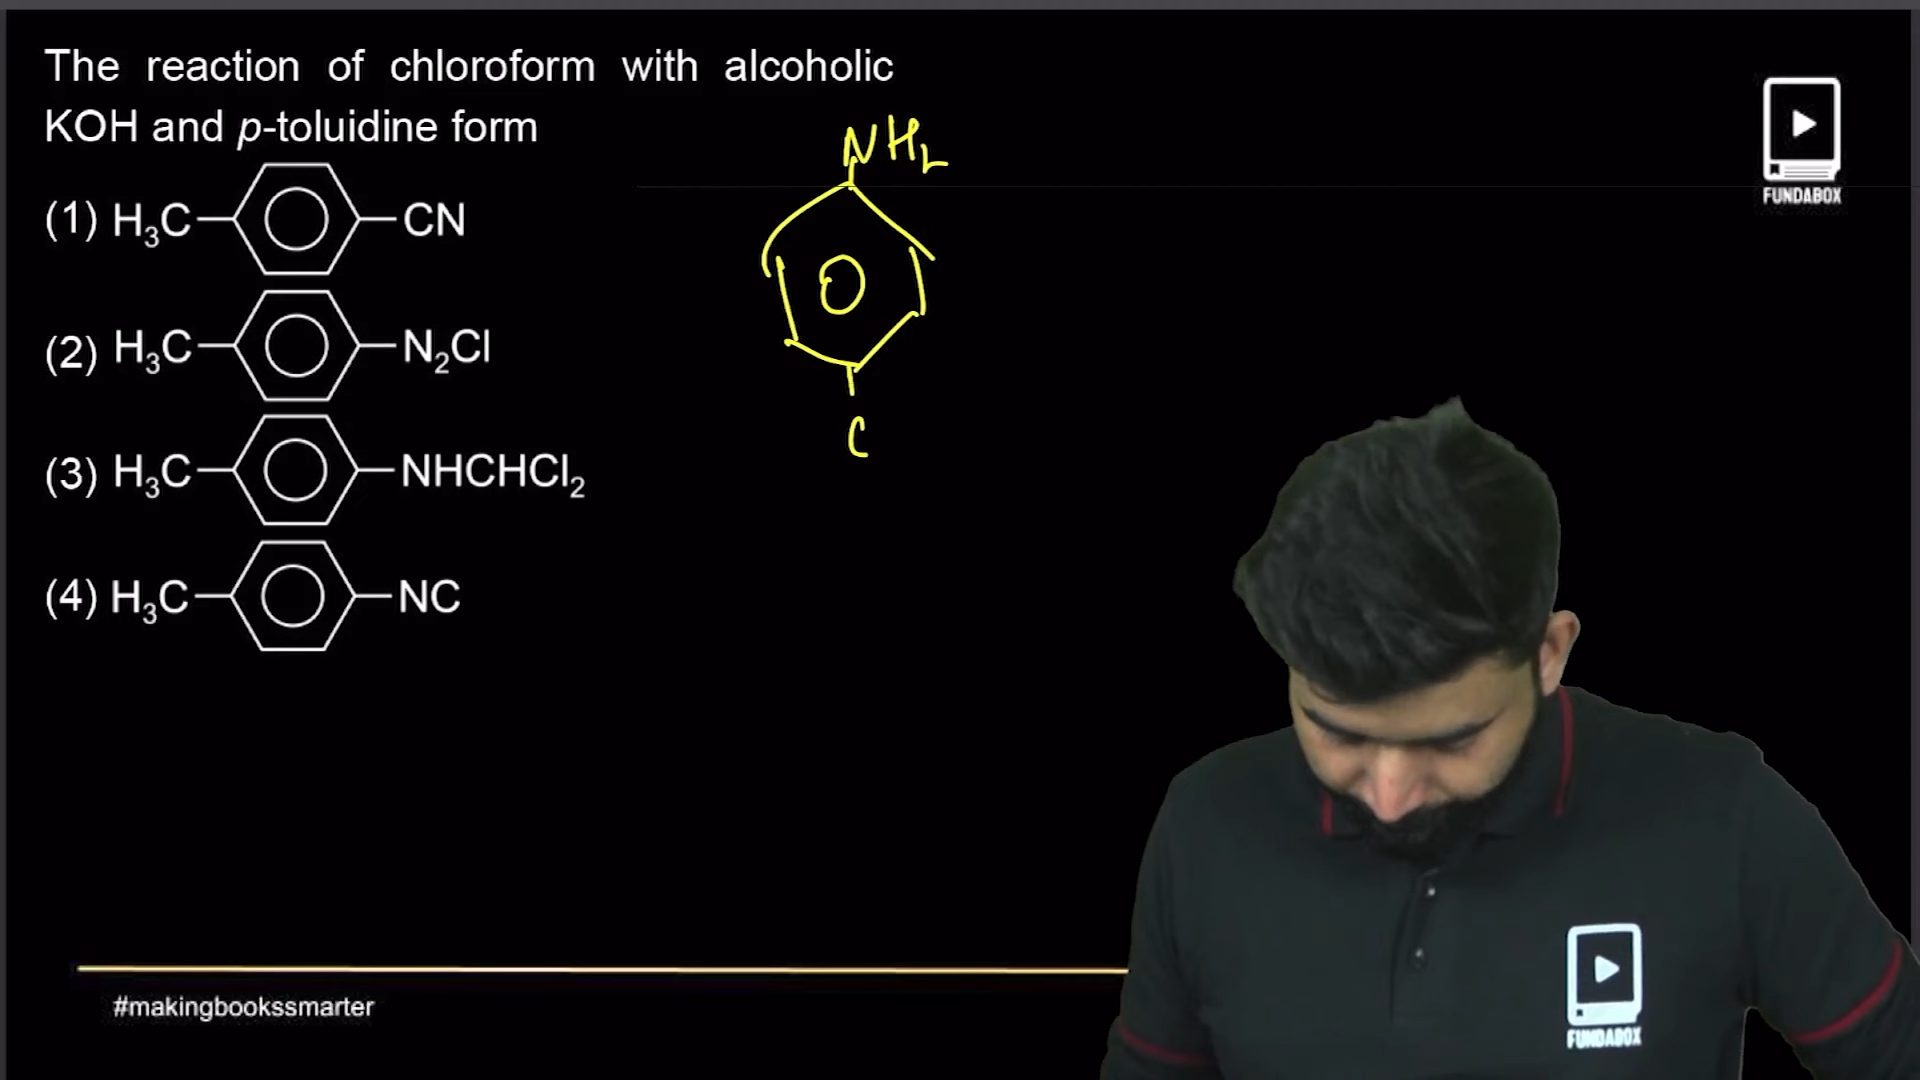 The reaction of chloroform with alcoholic
KOH and p-toluidine form
(1) H₃C CN
(2) H₃C N₂Cl
(3) H₃C NHCHCl₂
(4) H₃C NC
NH₂
C
FUNDABOX
#makingbookssmarter
FUNDABOX